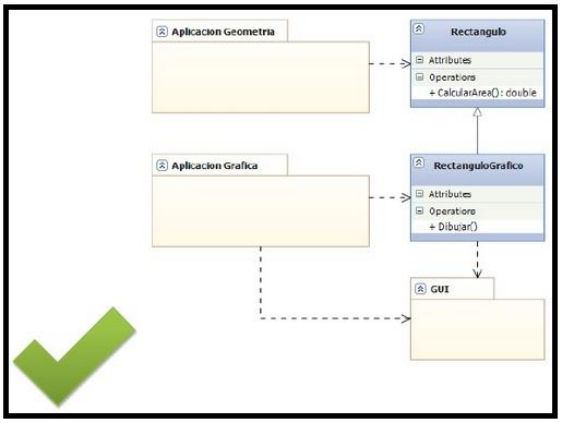 Aplicacion Geometria
Rectangulo
Attributes
Operations
+ CalcularArea() : double
Aplicacion Grafica
RectanguloGrafico
Attributes
Operations
+ Dibujar()
GUI